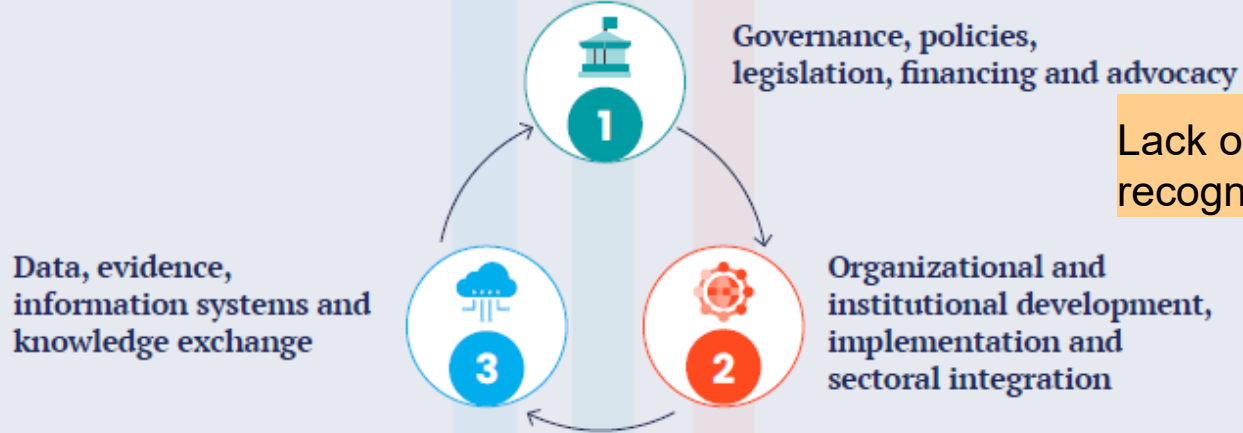 Governance, policies,
legislation, financing and advocacy
1
Lack o
recogn
Data, evidence,
information systems and
knowledge exchange
3
Organizational and
institutional development,
implementation and
sectoral integration
2